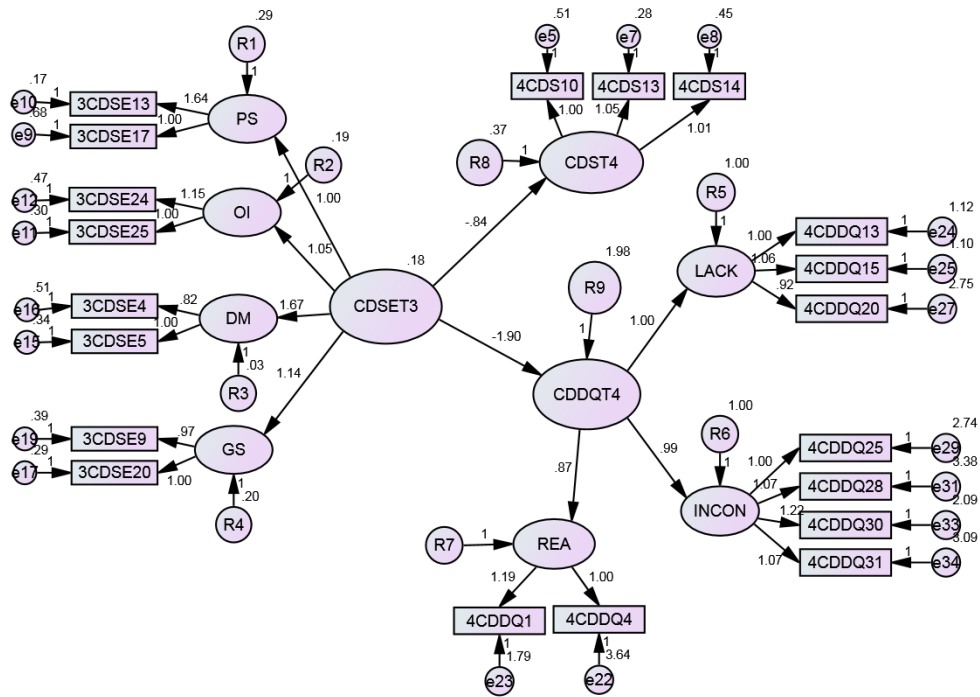 .29
R1
1
.17
e10
1
3CDSE13
1.64
.68
e9
1
3CDSE17
1.00
PS
.19
R2
1
.47
e12
1
3CDSE24
1.15
.30
e11
1
3CDSE25
1.00
OI
1.00
1.05
.51
e16
1
3CDSE4
.82
.34
e15
1
3CDSE5
1.00
DM
1.67
1
.03
R3
.18
CDSET3
1.14
.39
e19
1
3CDSE9
.97
.29
e17
1
3CDSE20
1.00
GS
1
.20
R4
.51
e5
1
4CDS10
1.00
.28
e7
1
4CDS13
1.05
.45
e8
1
4CDS14
1.01
.37
R8
1
CDST4
-.84
-1.90
1.98
R9
1
CDDQT4
1.00
.99
.87
1.00
R5
1
LACK
1.00
4CDDQ13
1
1.12
e24
1.06
4CDDQ15
1
1.10
e25
.92
4CDDQ20
1
2.75
e27
1.00
R6
1
INCON
1.00
4CDDQ25
1
2.74
e29
1.07
4CDDQ28
1
3.38
e31
1.22
4CDDQ30
1
2.09
e33
1.07
4CDDQ31
1
3.09
e34
R7
1
REA
1.19
1.00
4CDDQ1
4CDDQ4
1
1.79
e23
1
3.64
e22